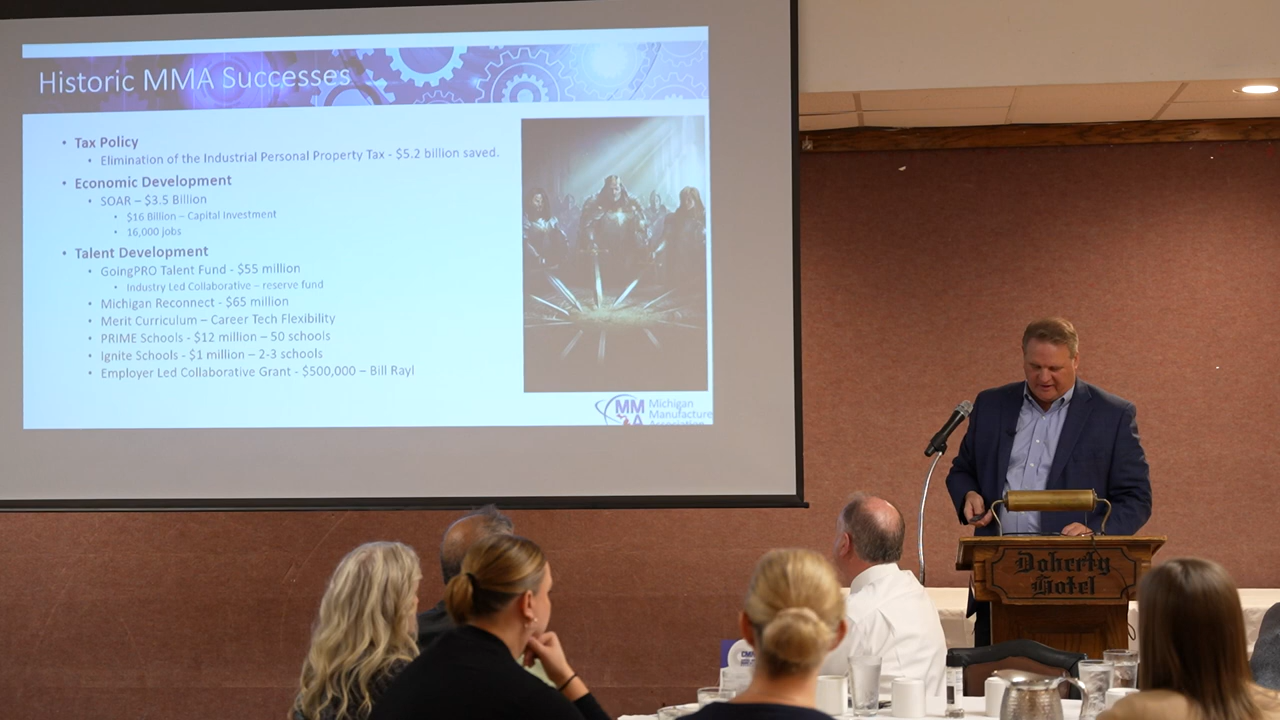 Historic MMA Successes
• Tax Policy
• Elimination of the Industrial Personal Property Tax - $5.2 billion saved.
• Economic Development
• SOAR – $3.5 Billion
• $16 Billion – Capital Investment
• 16,000 jobs
• Talent Development
• GoingPRO Talent Fund - $55 million
• Industry Led Collaborative – reserve fund
• Michigan Reconnect - $65 million
• Merit Curriculum – Career Tech Flexibility
• PRIME Schools - $12 million – 50 schools
• Ignite Schools - $1 million – 2-3 schools
• Employer Led Collaborative Grant - $500,000 – Bill Rayl
MMA
Michigan
Manufacture
Association
Doherty
Hotel